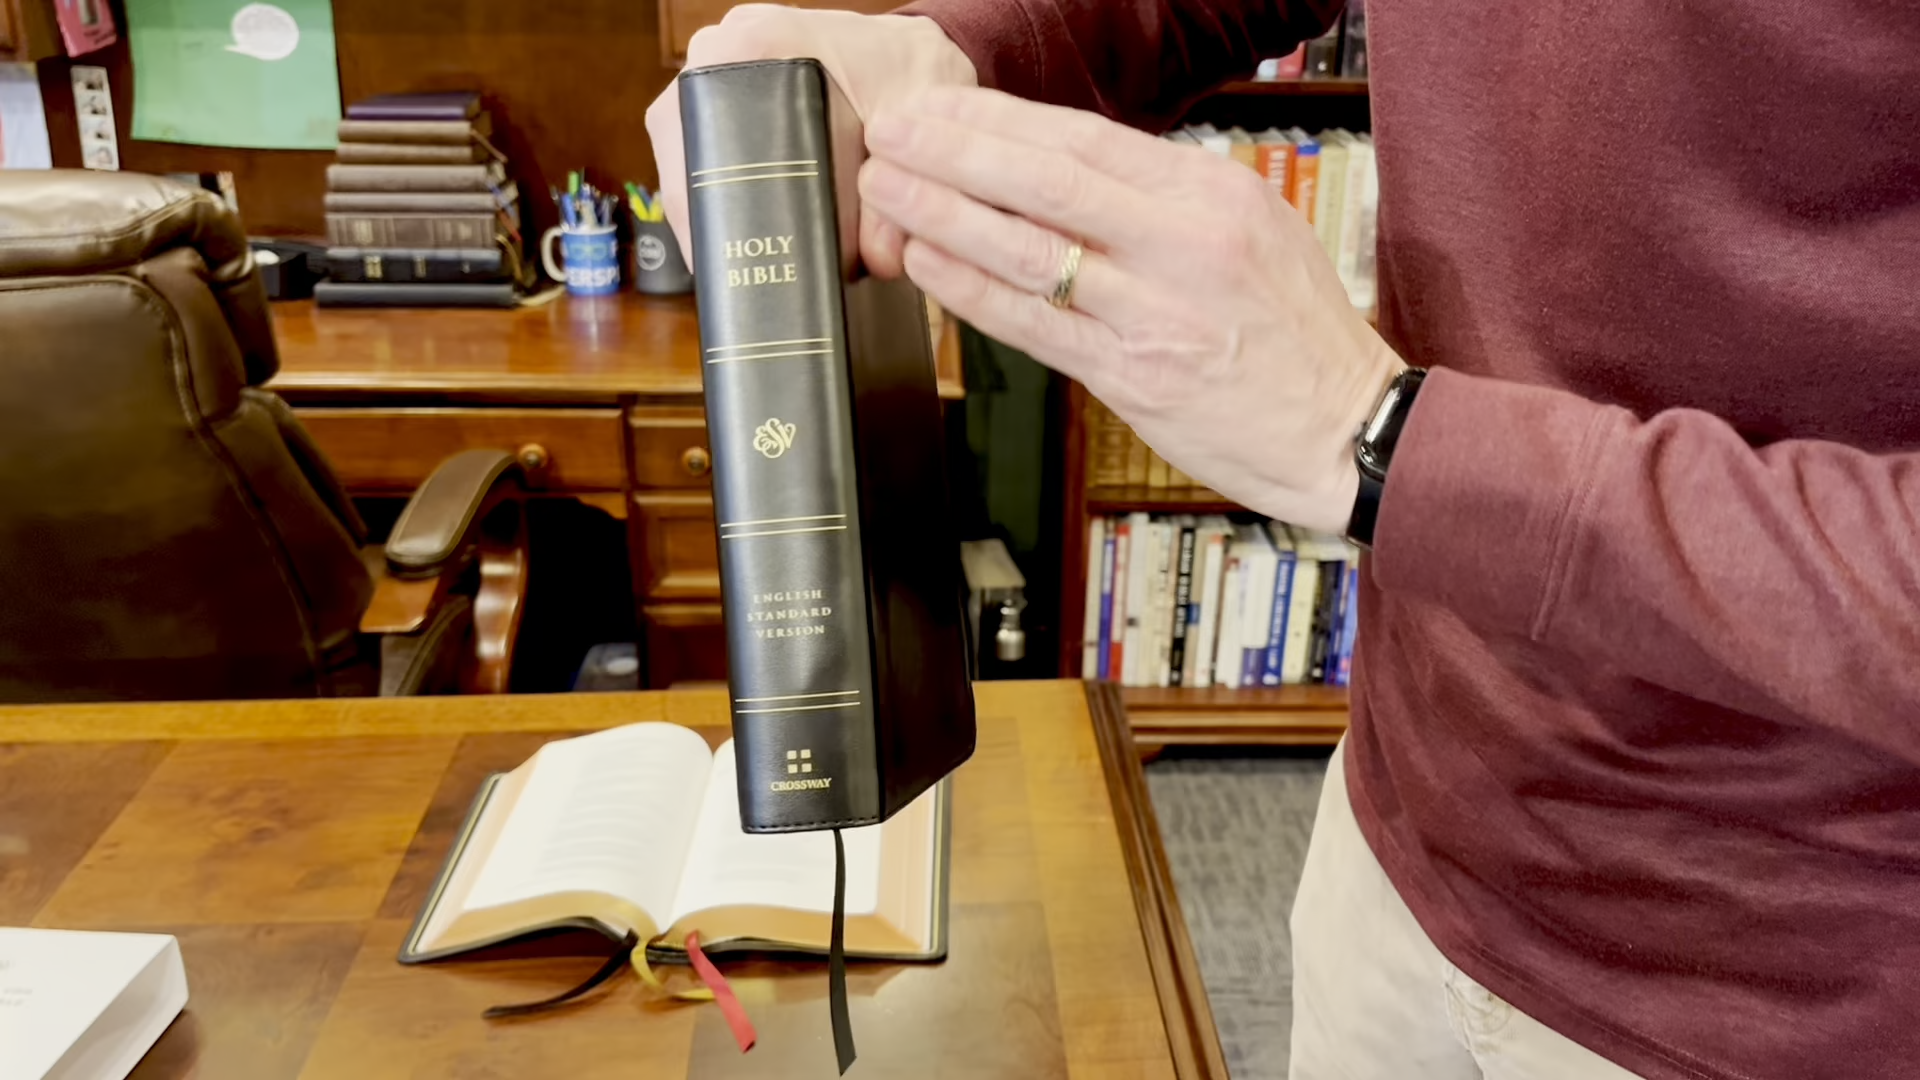 HOLY
BIBLE
ESV
ENGLISH
STANDARD
VERSION
CROSSWAY